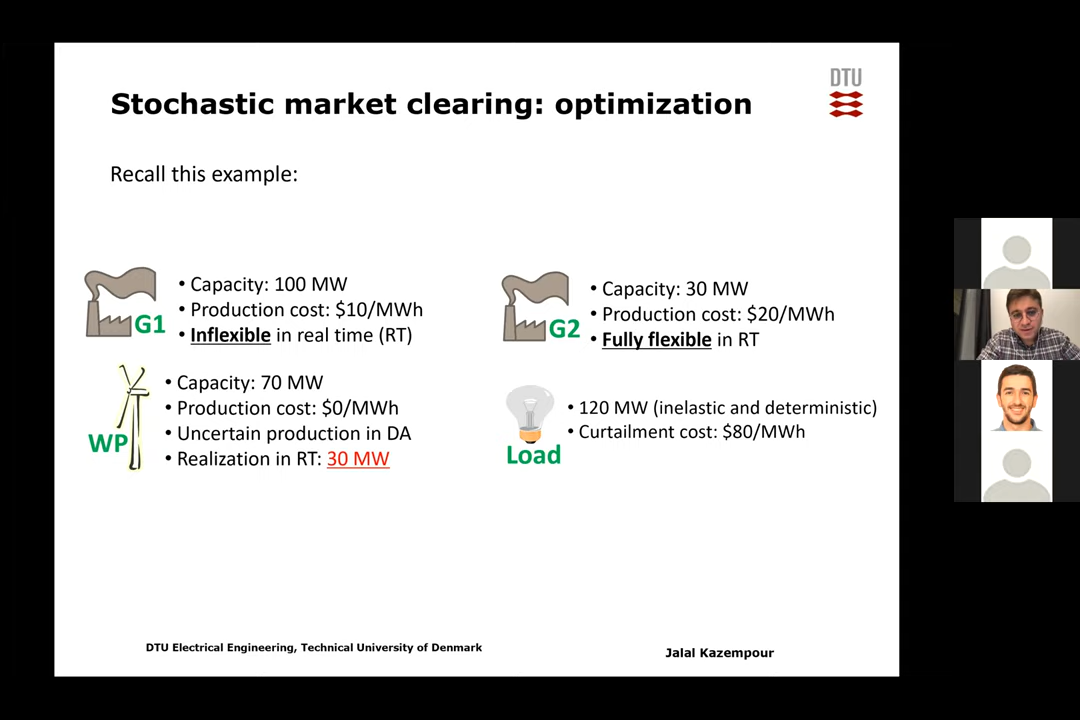 DTU
Stochastic market clearing: optimization
Recall this example:
G1
• Capacity: 100 MW
• Production cost: $10/MWh
• Inflexible in real time (RT)
G2
• Capacity: 30 MW
• Production cost: $20/MWh
• Fully flexible in RT
WP
• Capacity: 70 MW
• Production cost: $0/MWh
• Uncertain production in DA
• Realization in RT: 30 MW
Load
• 120 MW (inelastic and deterministic)
• Curtailment cost: $80/MWh
DTU Electrical Engineering, Technical University of Denmark
Jalal Kazempour